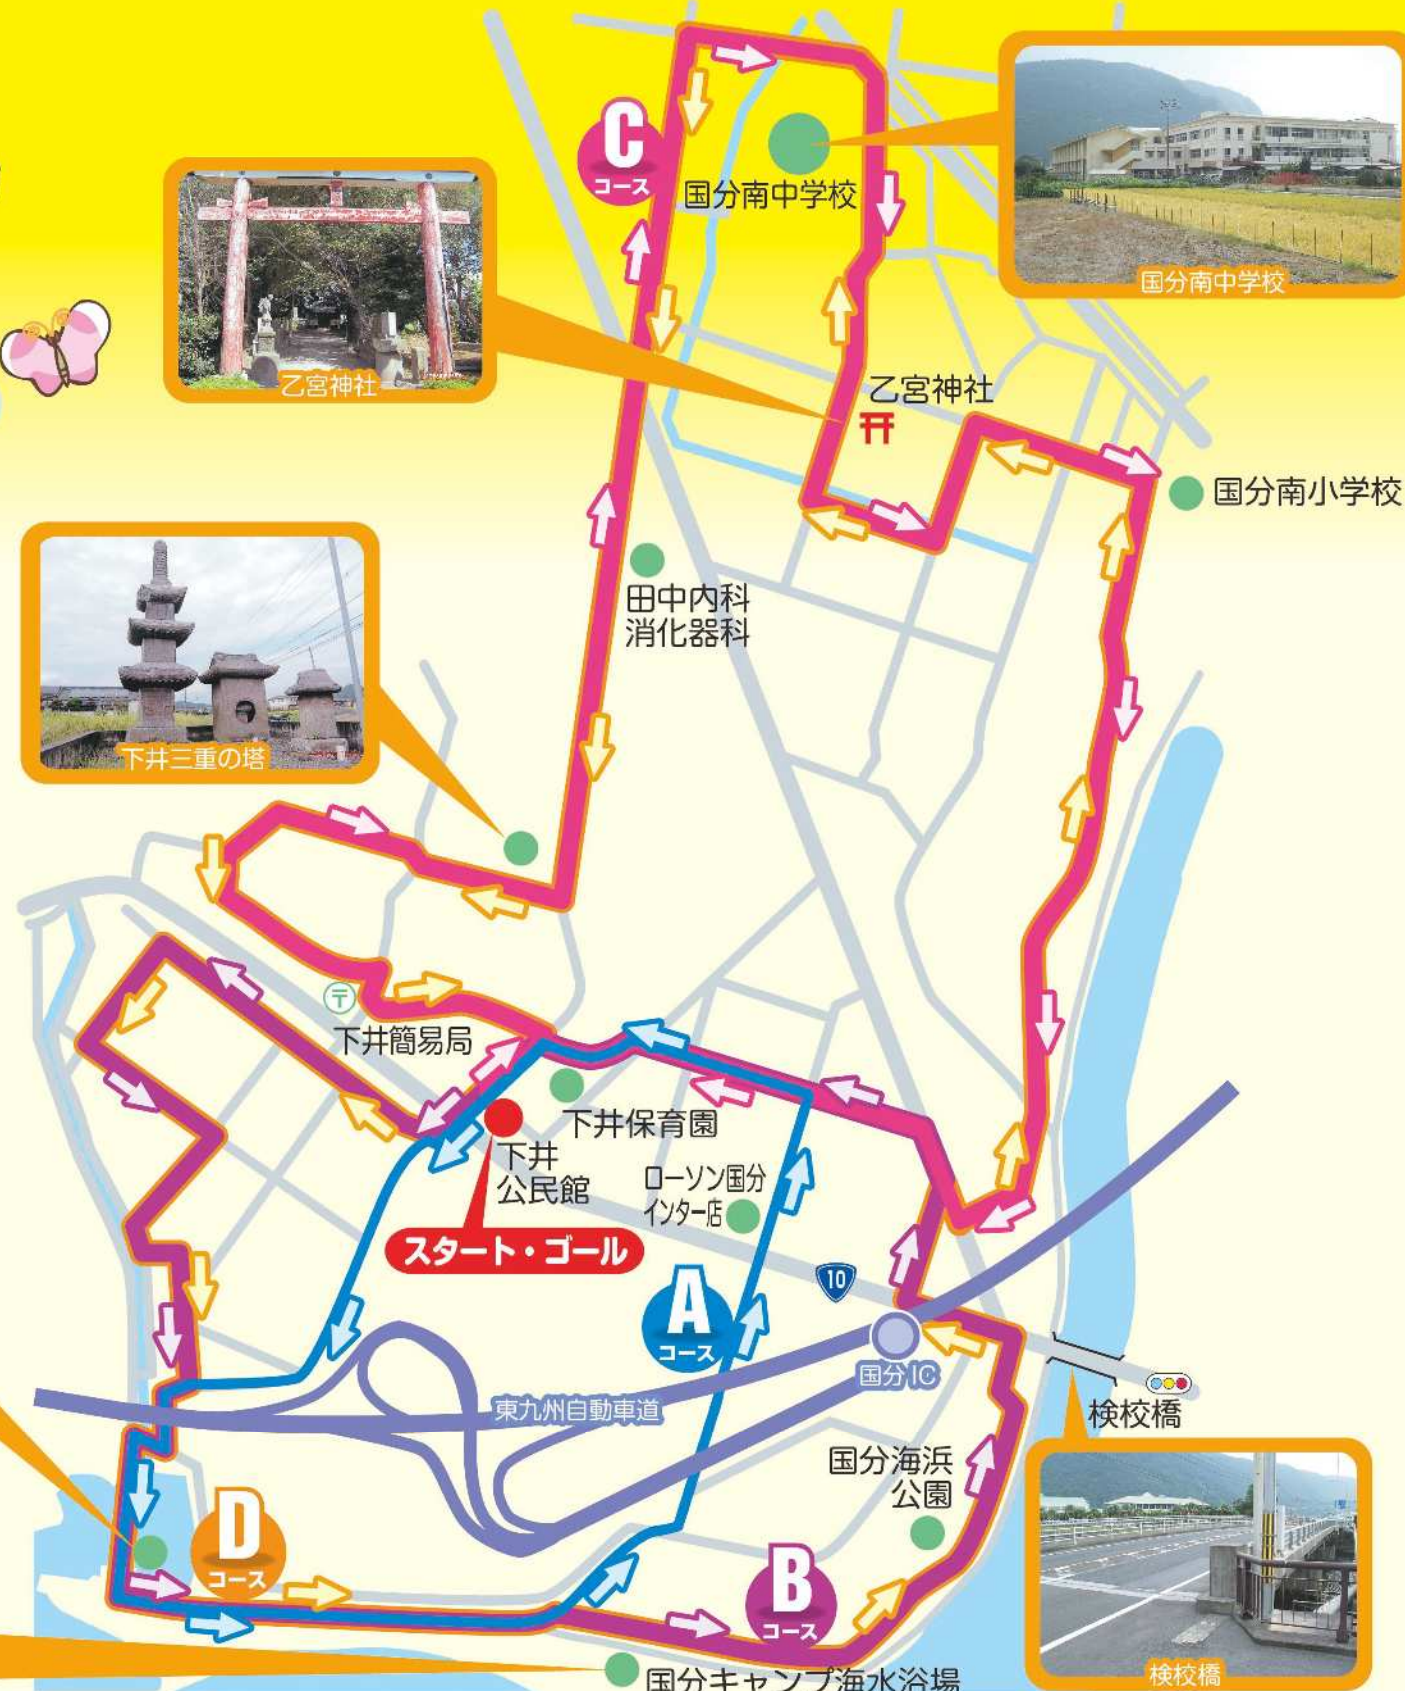 C
コース
国分南中学校
国分南中学校
乙宮神社
乙宮神社
国分南小学校
田中内科
消化器科
下井三重の塔
〒
下井簡易局
下井保育園
下井
公民館
ローソン国分
インター店
スタート・ゴール
10
A
コース
国分IC
東九州自動車道
検校橋
国分海浜
公園
D
コース
B
コース
検校橋
国分キャンプ海水浴場